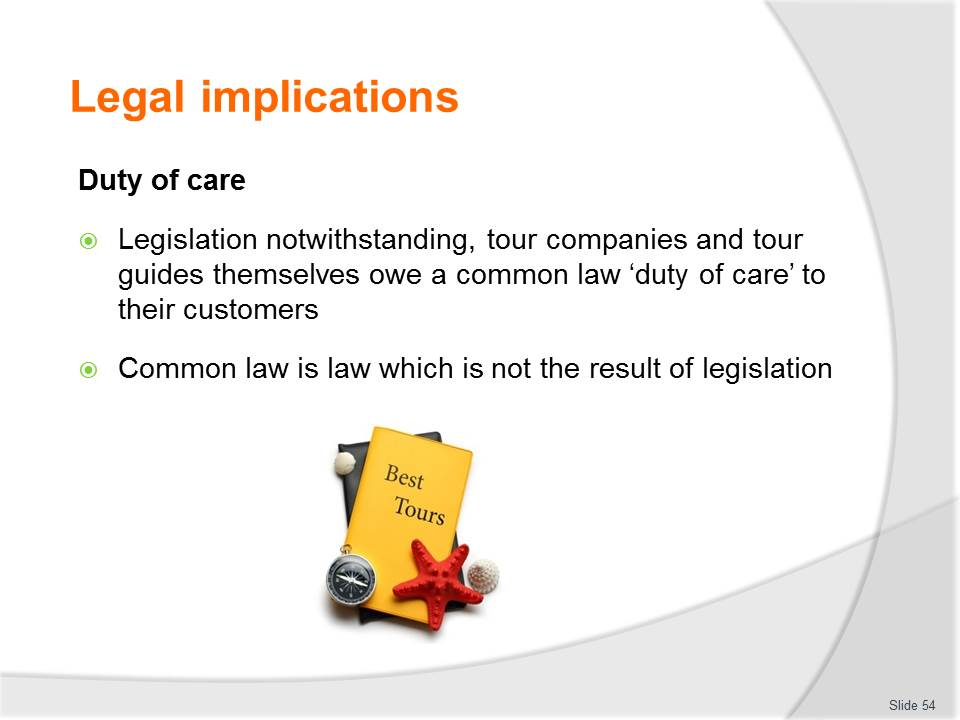 Legal implications
Duty of care
Legislation notwithstanding, tour companies and tour
guides themselves owe a common law ‘duty of care’ to
their customers
Common law is law which is not the result of legislation
Best
Tours
Slide 54